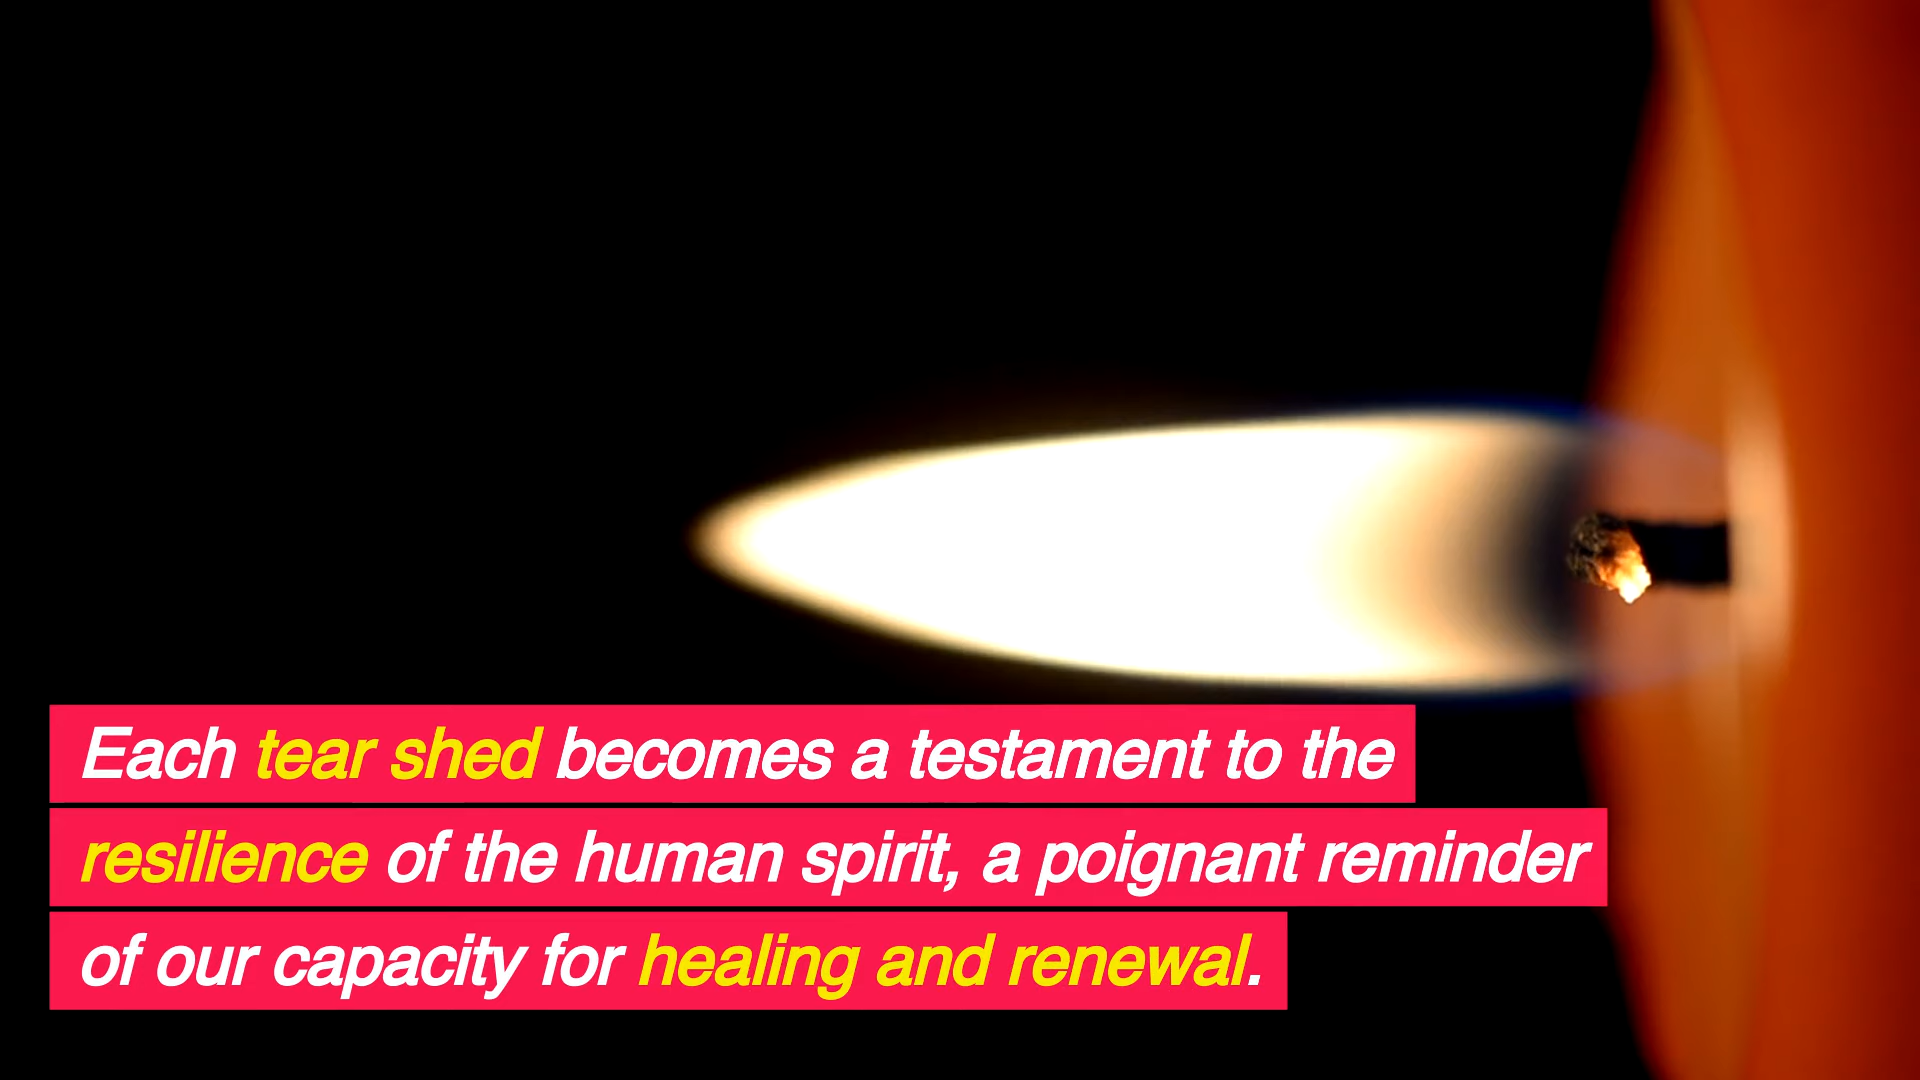 Each tear shed becomes a testament to the
resilience of the human spirit, a poignant reminder
of our capacity for healing and renewal.